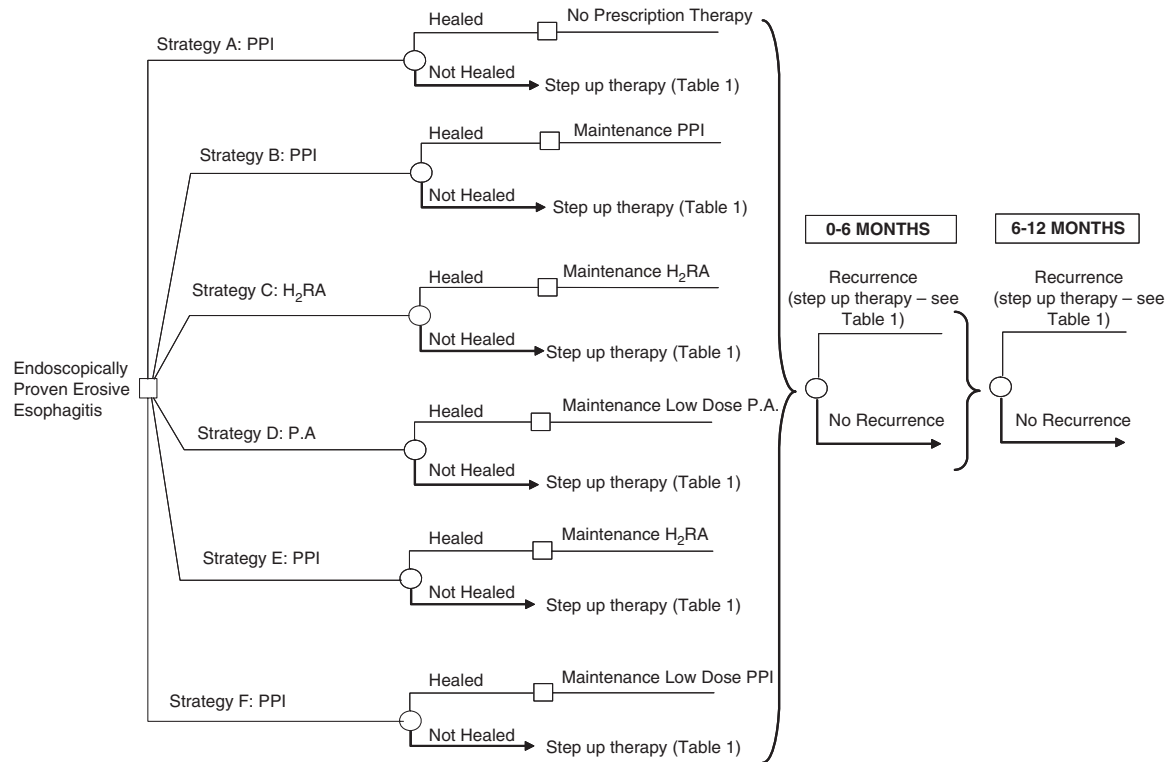 Strategy A: PPI
Healed
No Prescription Therapy
Not Healed
Step up therapy (Table 1)
Strategy B: PPI
Healed
Maintenance PPI
Not Healed
Step up therapy (Table 1)
Strategy C: H₂RA
Healed
Maintenance H₂RA
Not Healed
Step up therapy (Table 1)
Endoscopically
Proven Erosive
Esophagitis
Strategy D: P.A
Healed
Maintenance Low Dose P.A.
Not Healed
Step up therapy (Table 1)
Strategy E: PPI
Healed
Maintenance H₂RA
Not Healed
Step up therapy (Table 1)
Strategy F: PPI
Healed
Maintenance Low Dose PPI
Not Healed
Step up therapy (Table 1)
0-6 MONTHS
Recurrence
(step up therapy – see
Table 1)
No Recurrence
6-12 MONTHS
Recurrence
(step up therapy – see
Table 1)
No Recurrence